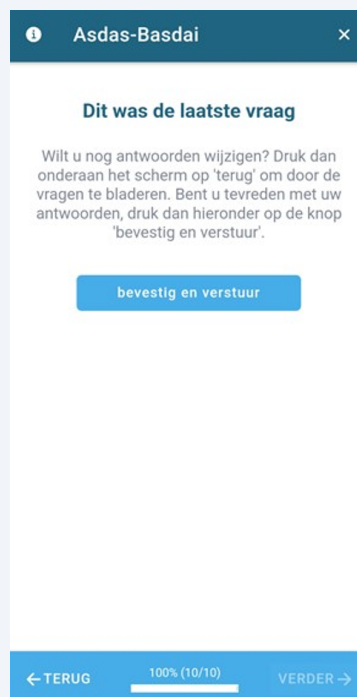 Asdas-Basdai
Dit was de laatste vraag
Wilt u nog antwoorden wijzigen? Druk dan
onderaan het scherm op 'terug' om door de
vragen te bladeren. Bent u tevreden met uw
antwoorden, druk dan hieronder op de knop
'bevestig en verstuur'.
bevestig en verstuur
TERUG
100% (10/10)
VERDER